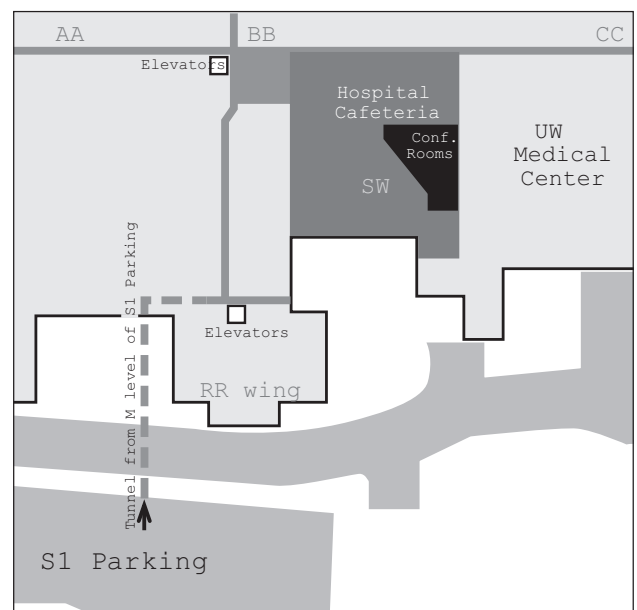 AA
BB
CC
Elevators
Hospital
Cafeteria
Conf.
Rooms
UW
Medical
Center
SW
Tunnel from M level of S1 Parking
Elevators
RR wing
S1 Parking